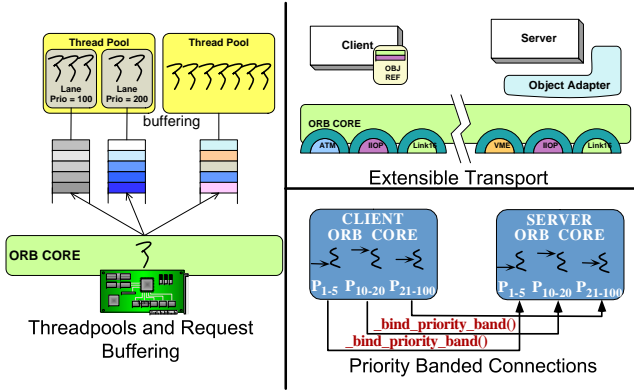 Thread Pool
Thread Pool
Lane
Prio = 100
Lane
Prio = 200
buffering
ORB CORE
Threadpools and Request
Buffering
Client
OBJ
REF
Server
Object Adapter
ORB CORE
ATM
IIOP
Link16
VME
IIOP
Link16
Extensible Transport
CLIENT
ORB CORE
P1-5 P10-20 P21-100
SERVER
ORB CORE
P1-5 P10-20 P21-100
_bind_priority_band()
_bind_priority_band()
Priority Banded Connections